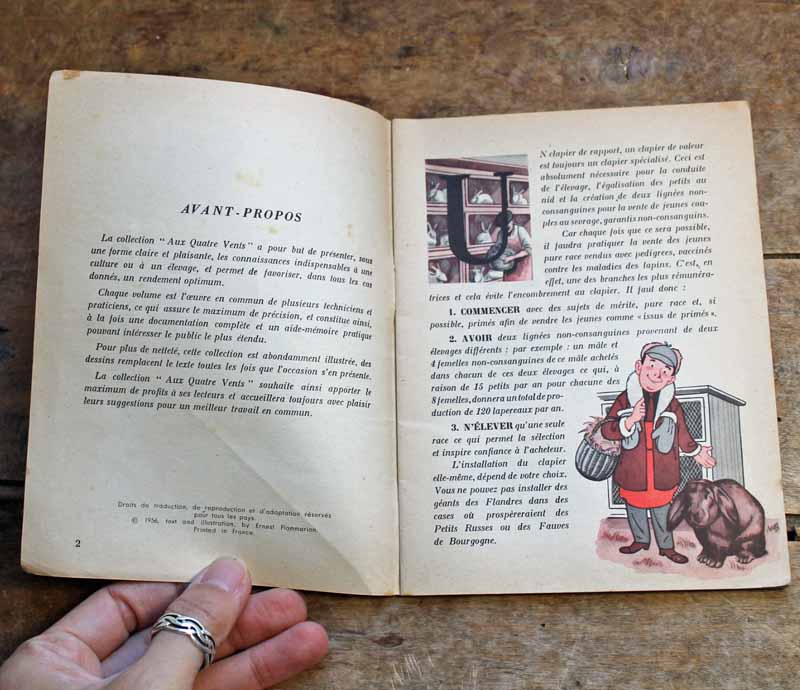 AVANT-PROPOS
La collection “ Aux Quatre Vents ” a pour but de présenter, sous
une forme claire et plaisante, les connaissances indispensables à une
culture ou à un élevage, et permet de favoriser, dans tous les cas
donnés, un rendement optimum.
Chaque volume est l'œuvre en commun de plusieurs techniciens et
praticiens, ce qui assure le maximum de précision, et constitue ainsi,
à la fois une documentation complète et un aide-mémoire pratique
pouvant intéresser le public le plus étendu.
Pour plus de netteté, cette collection est abondamment illustrée, des
dessins remplacent le texte toutes les fois que l'occasion s'en présente.
La collection “ Aux Quatre Vents ” souhaite ainsi apporter le
maximum de profits à ses lecteurs et accueillera toujours avec plaisir
leurs suggestions pour un meilleur travail en commun.
Droits de traduction, de reproduction et d'adaptation réservés
pour tous les pays.
© 1956, text and illustration, by Ernest Flammarion.
Printed in France.
2
UN clapier de rapport, un clapier de valeur
est toujours un clapier spécialisé. Ceci est
absolument nécessaire pour la conduite
de l'élevage, l'égalisation des petits au
nid et la création de deux lignées non-
consanguines pour la vente de jeunes cou-
ples au sevrage, garantis non-consanguins.
Car chaque fois que ce sera possible,
il faudra pratiquer la vente des jeunes
pure race vendus avec pedigrees, vaccinés
contre les maladies des lapins. C'est, en
effet, une des branches les plus rémunéra-
trices et cela évite l'encombrement au clapier. Il faut donc :
1. COMMENCER avec des sujets de mérite, pure race et, si
possible, primés afin de vendre les jeunes comme « issus de primés ».
2. AVOIR deux lignées non-consanguines provenant de deux
élevages différents : par exemple : un mâle et
4 femelles non-consanguines de ce mâle achetés
dans chacun de ces deux élevages ce qui, à
raison de 15 petits par an pour chacune des
8 femelles, donnera un total de pro-
duction de 120 lapereaux par an.
3. N'ÉLEVER qu'une seule
race ce qui permet la sélection
et inspire confiance à l'acheteur.
L'installation du clapier
elle-même, dépend de votre choix.
Vous ne pouvez pas installer des
géants des Flandres dans des
cases où prospèreraient des
Petits Russes ou des Fauves
de Bourgogne.